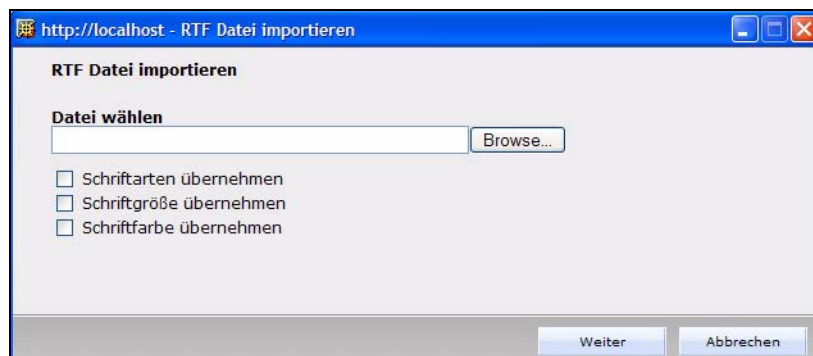 http://localhost - RTF Datei importieren
RTF Datei importieren
Datei wählen
Browse...
Schriftarten übernehmen
Schriftgröße übernehmen
Schriftfarbe übernehmen
Weiter Abbrechen